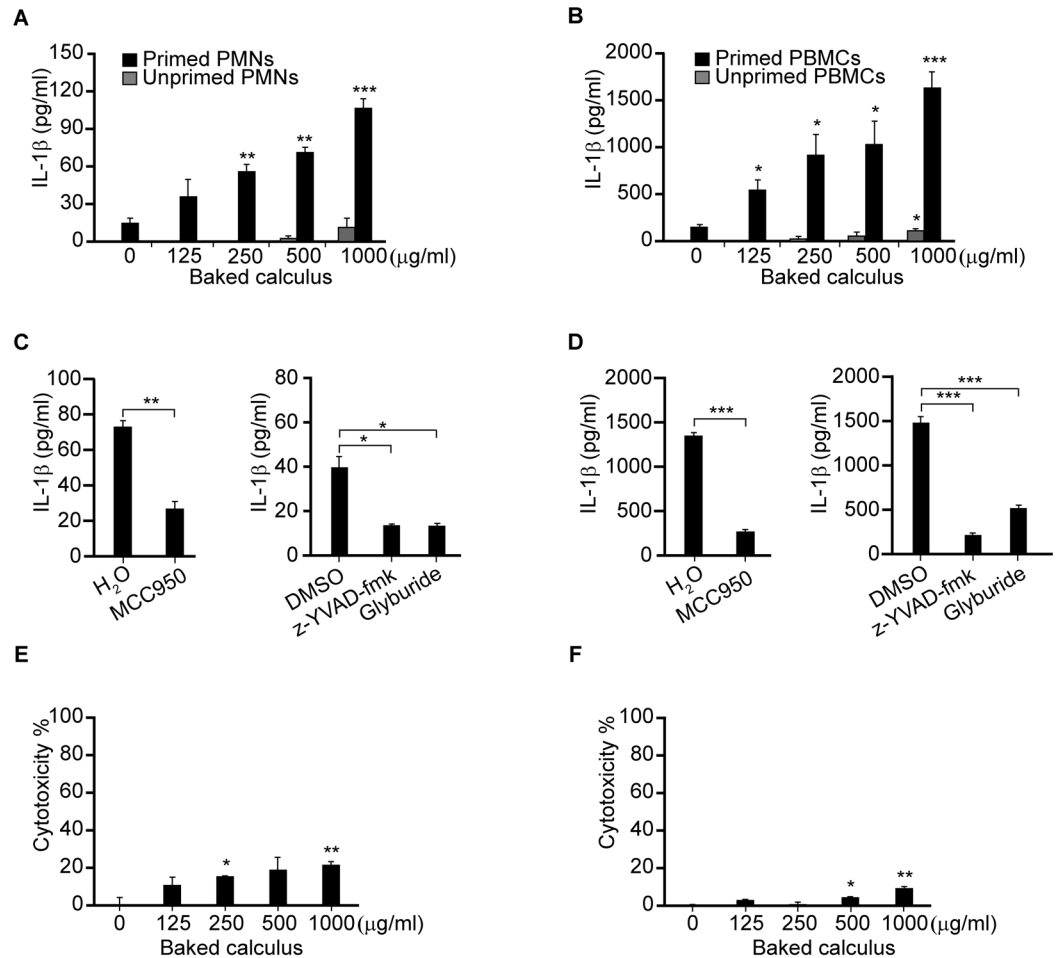 A
150
120
90
60
30
0
IL-1β (pg/ml)
Primed PMNs
Unprimed PMNs
**
**
***
0 125 250 500 1000 (μg/ml)
Baked calculus
B
2000
1500
1000
500
0
IL-1β (pg/ml)
Primed PBMCs
Unprimed PBMCs
*
*
*
*
***
0 125 250 500 1000 (μg/ml)
Baked calculus
C
100
80
60
40
20
0
IL-1β (pg/ml)
**
H₂O
MCC950
80
60
40
20
0
IL-1β (pg/ml)
*
*
DMSO
z-YVAD-fmk
Glyburide
D
2000
1500
1000
500
0
IL-1β (pg/ml)
***
H₂O
MCC950
2000
1500
1000
500
0
IL-1β (pg/ml)
***
***
DMSO
z-YVAD-fmk
Glyburide
E
100
80
60
40
20
0
Cytotoxicity %
*
**
0 125 250 500 1000 (μg/ml)
Baked calculus
F
100
80
60
40
20
0
Cytotoxicity %
*
**
0 125 250 500 1000 (μg/ml)
Baked calculus